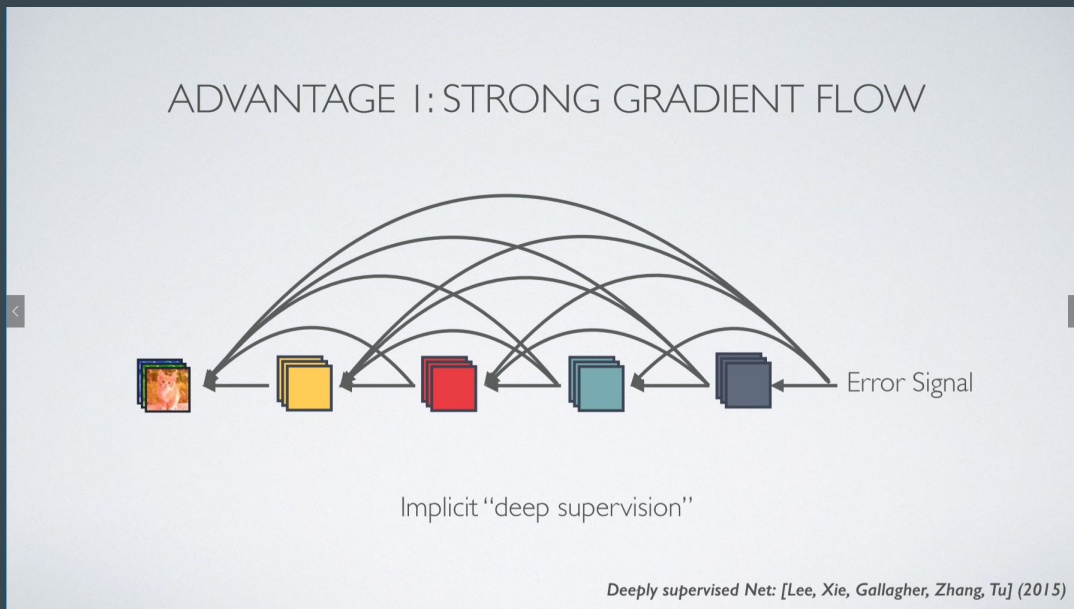 ADVANTAGE 1: STRONG GRADIENT FLOW
Error Signal
Implicit “deep supervision”
Deeply supervised Net: [Lee, Xie, Gallagher, Zhang, Tu] (2015)